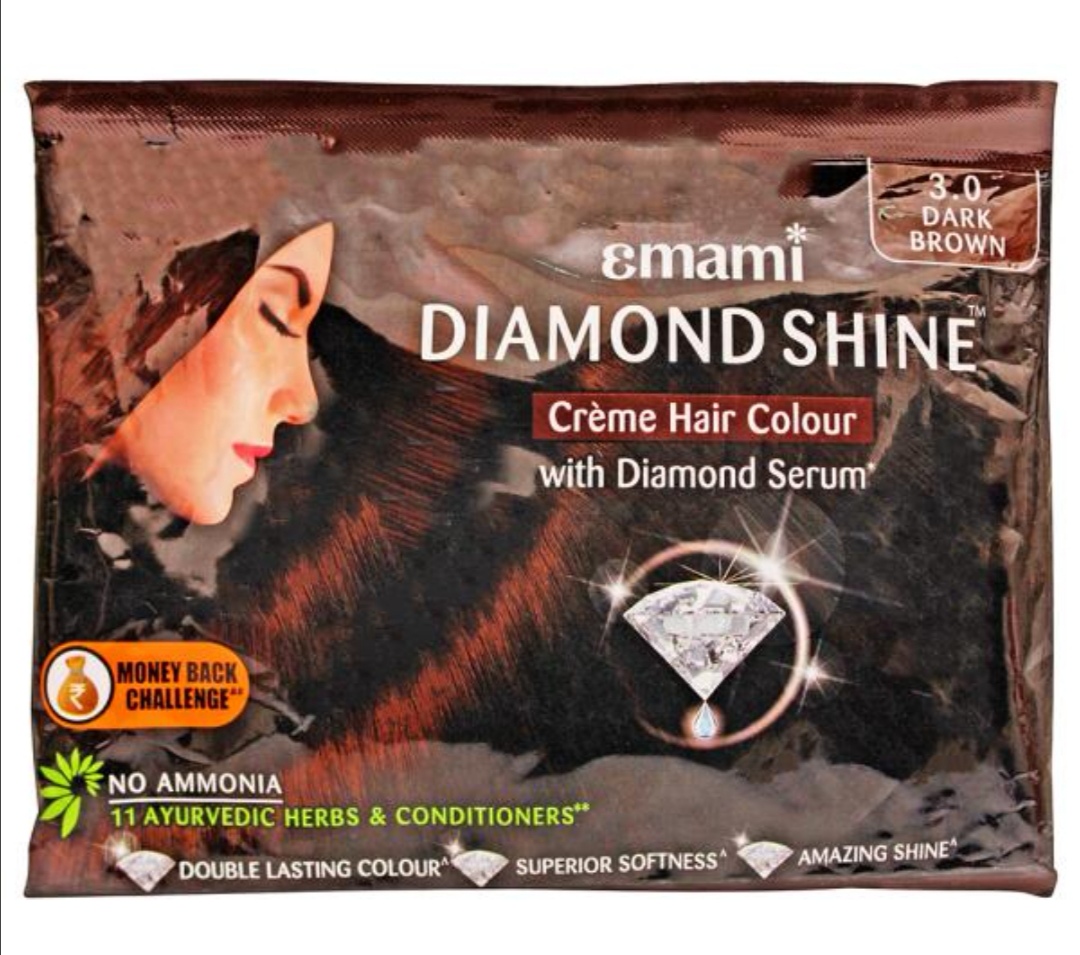 3.0
DARK
BROWN
εmami*
DIAMOND SHINE™
Crème Hair Colour
with Diamond Serum*
₹
MONEY BACK
CHALLENGE##
NO AMMONIA
11 AYURVEDIC HERBS & CONDITIONERS**
DOUBLE LASTING COLOUR^ SUPERIOR SOFTNESS^ AMAZING SHINE^